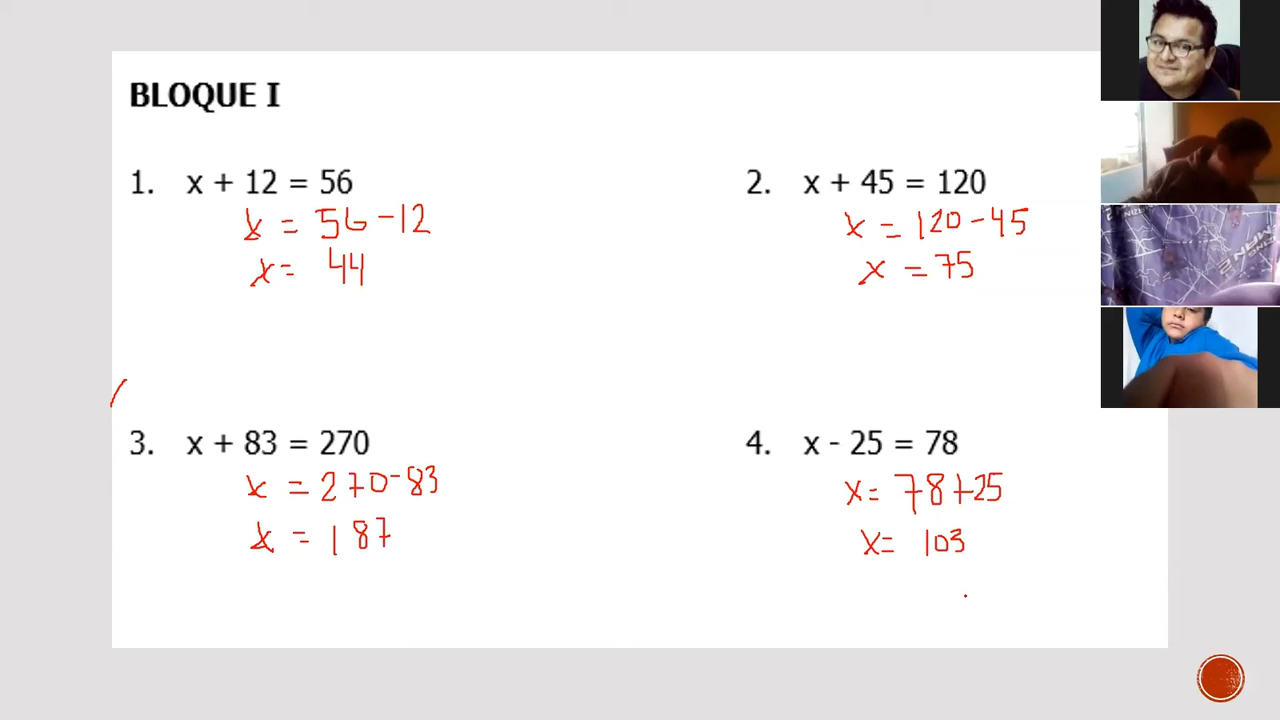 BLOQUE I
1. x + 12 = 56
x = 56 - 12
x = 44
2. x + 45 = 120
x = 120 - 45
x = 75
3. x + 83 = 270
x = 270 - 83
x = 187
4. x - 25 = 78
x = 78 + 25
x = 103